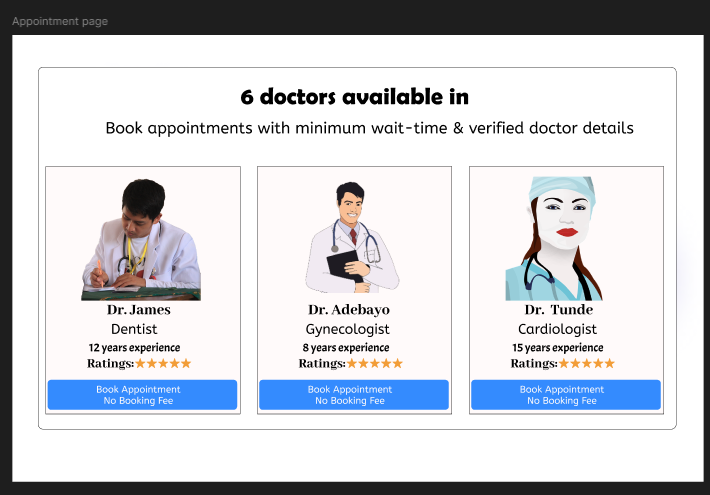 Appointment page
6 doctors available in
Book appointments with minimum wait-time & verified doctor details
Dr. James
Dentist
12 years experience
Ratings:
Book Appointment
No Booking Fee
Dr. Adebayo
Gynecologist
8 years experience
Ratings:
Book Appointment
No Booking Fee
Dr. Tunde
Cardiologist
15 years experience
Ratings:
Book Appointment
No Booking Fee